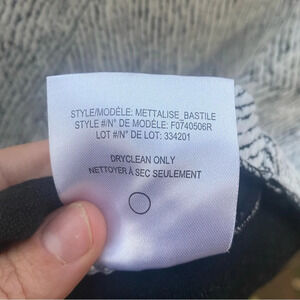 STYLE/MODÈLE: METTALISE_BASTILE
STYLE #/N° DE MODÈLE: F0740506R
LOT #/N° DE LOT: 334201
DRYCLEAN ONLY
NETTOYER À SEC SEULEMENT